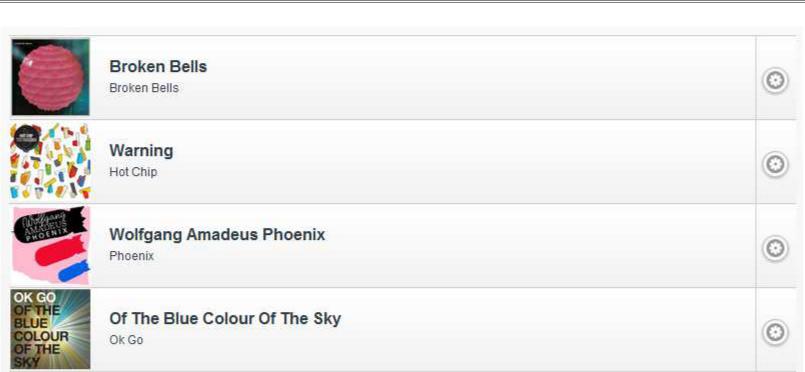 Broken Bells
Broken Bells
HOT CHIP
Warning
Hot Chip
Wolfgang
AMADEUS
PHOENIX
Wolfgang Amadeus Phoenix
Phoenix
OK GO
OF THE
BLUE
COLOUR
OF THE
SKY
Of The Blue Colour Of The Sky
Ok Go